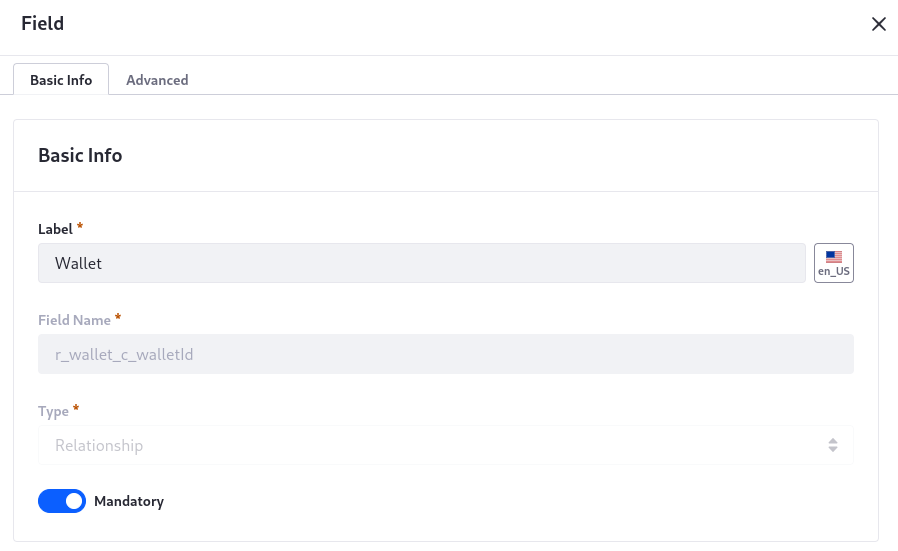 Field
Basic Info
Advanced
Basic Info
Label *
Wallet
en_US
Field Name *
r_wallet_c_walletId
Type *
Relationship
Mandatory